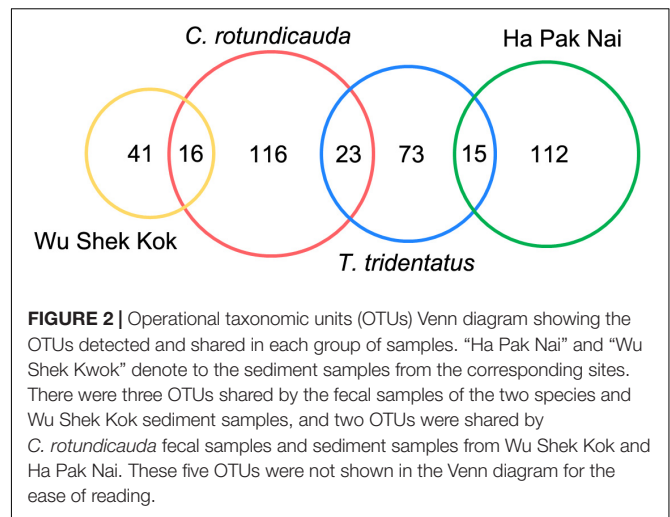 C. rotundicauda
Ha Pak Nai
41 16 116 23 73 15 112
Wu Shek Kok
T. tridentatus
FIGURE 2 | Operational taxonomic units (OTUs) Venn diagram showing the
OTUs detected and shared in each group of samples. “Ha Pak Nai” and “Wu
Shek Kwok” denote to the sediment samples from the corresponding sites.
There were three OTUs shared by the fecal samples of the two species and
Wu Shek Kok sediment samples, and two OTUs were shared by
C. rotundicauda fecal samples and sediment samples from Wu Shek Kok and
Ha Pak Nai. These five OTUs were not shown in the Venn diagram for the
ease of reading.